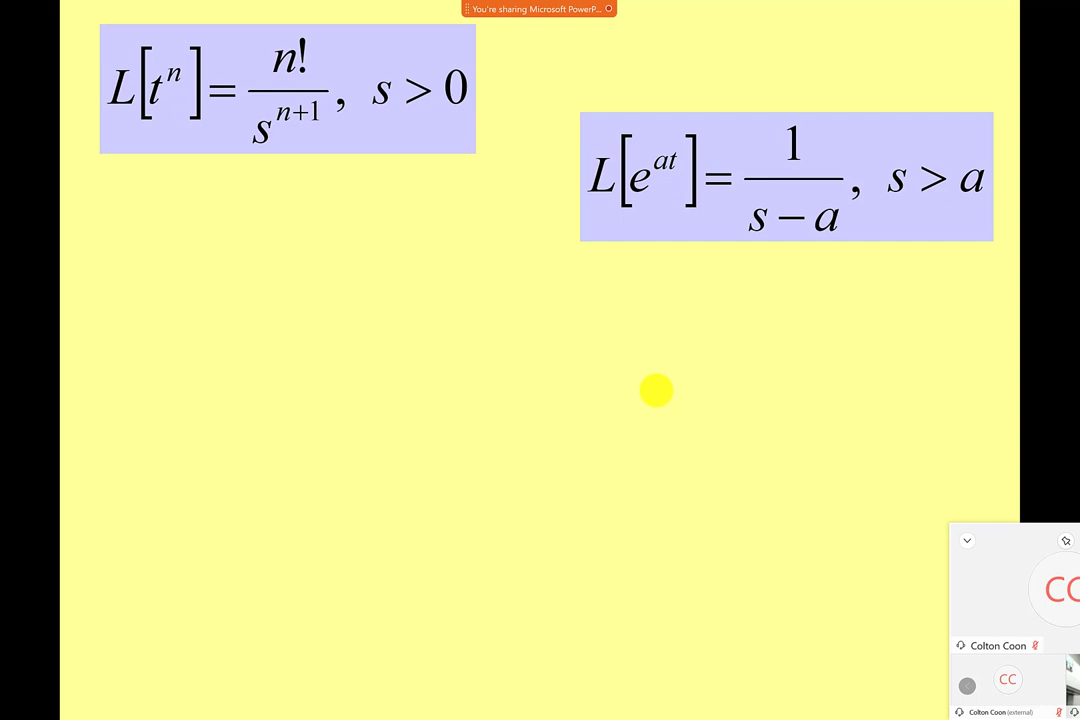 You're sharing Microsoft PowerP...
L[tⁿ] = n!/sⁿ⁺¹, s > 0
L[eᵃᵗ] = 1/(s − a), s > a
CC
Colton Coon
CC
Colton Coon (external)